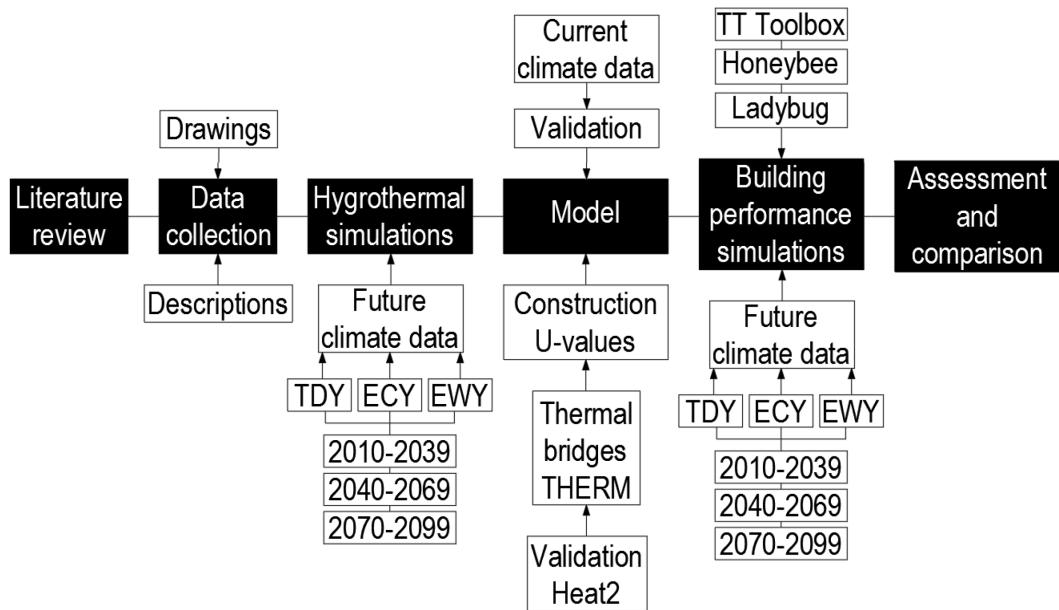 Literature
review
Drawings
Data
collection
Descriptions
Hygrothermal
simulations
Future
climate data
TDY
ECY
EWY
2010-2039
2040-2069
2070-2099
Current
climate data
Validation
Model
Construction
U-values
Thermal
bridges
THERM
Validation
Heat2
TT Toolbox
Honeybee
Ladybug
Building
performance
simulations
Future
climate data
TDY
ECY
EWY
2010-2039
2040-2069
2070-2099
Assessment
and
comparison